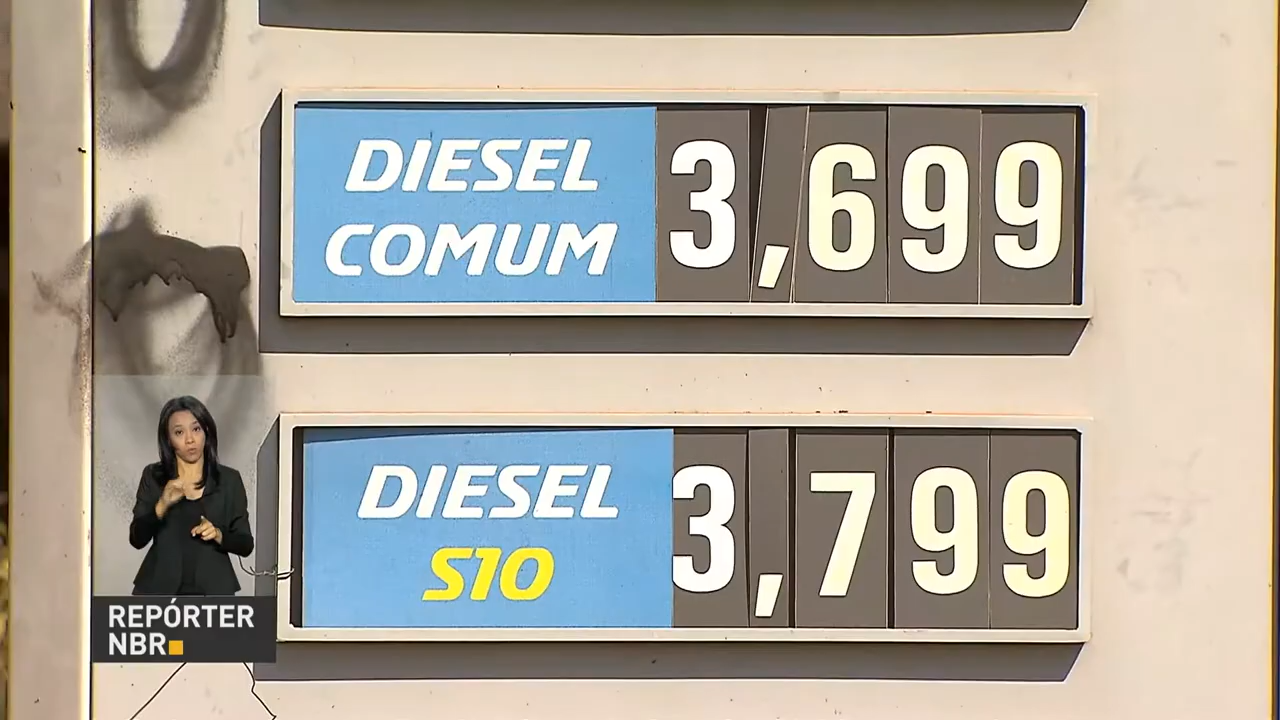 DIESEL
COMUM
3,699
DIESEL
S10
3,799
REPÓRTER
NBR